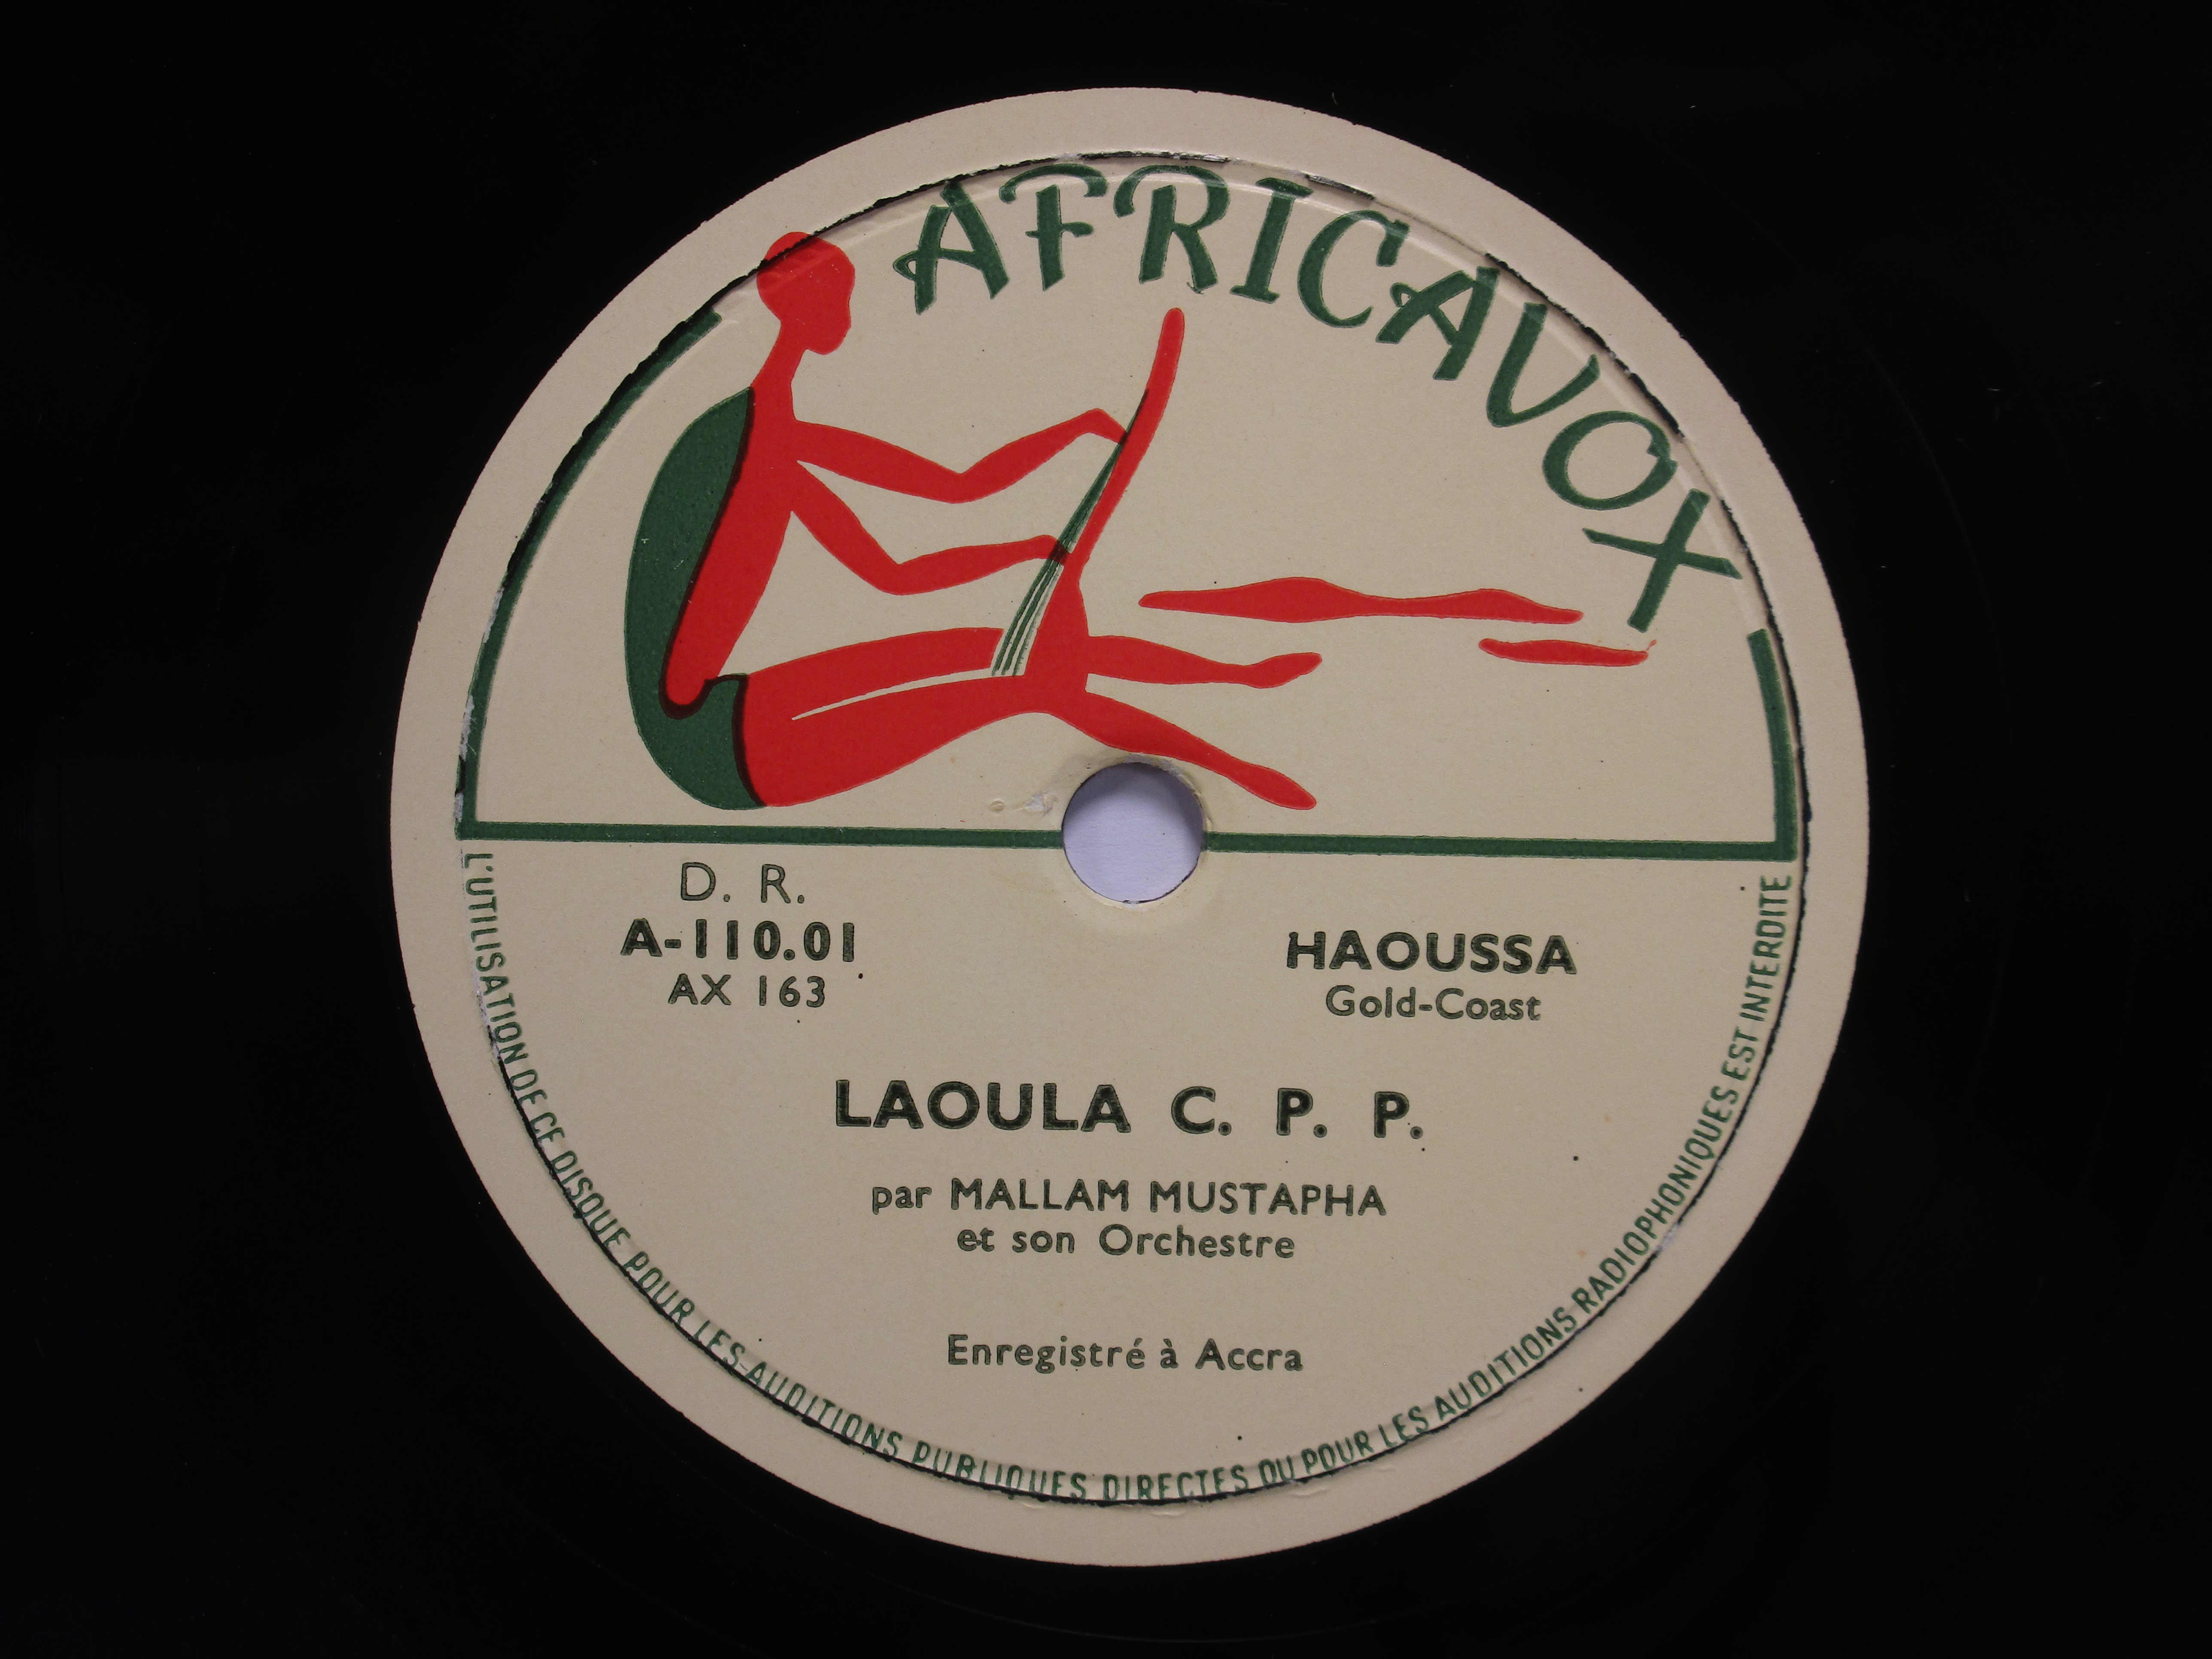 AFRICAVOX
D. R.
A-110.01
AX 163
HAOUSSA
Gold-Coast
LAOULA C. P. P.
par MALLAM MUSTAPHA
et son Orchestre
Enregistré à Accra
L'UTILISATION DE CE DISQUE POUR LES AUDITIONS PUBLIQUES DIRECTES OU POUR LES AUDITIONS RADIOPHONIQUES EST INTERDITE